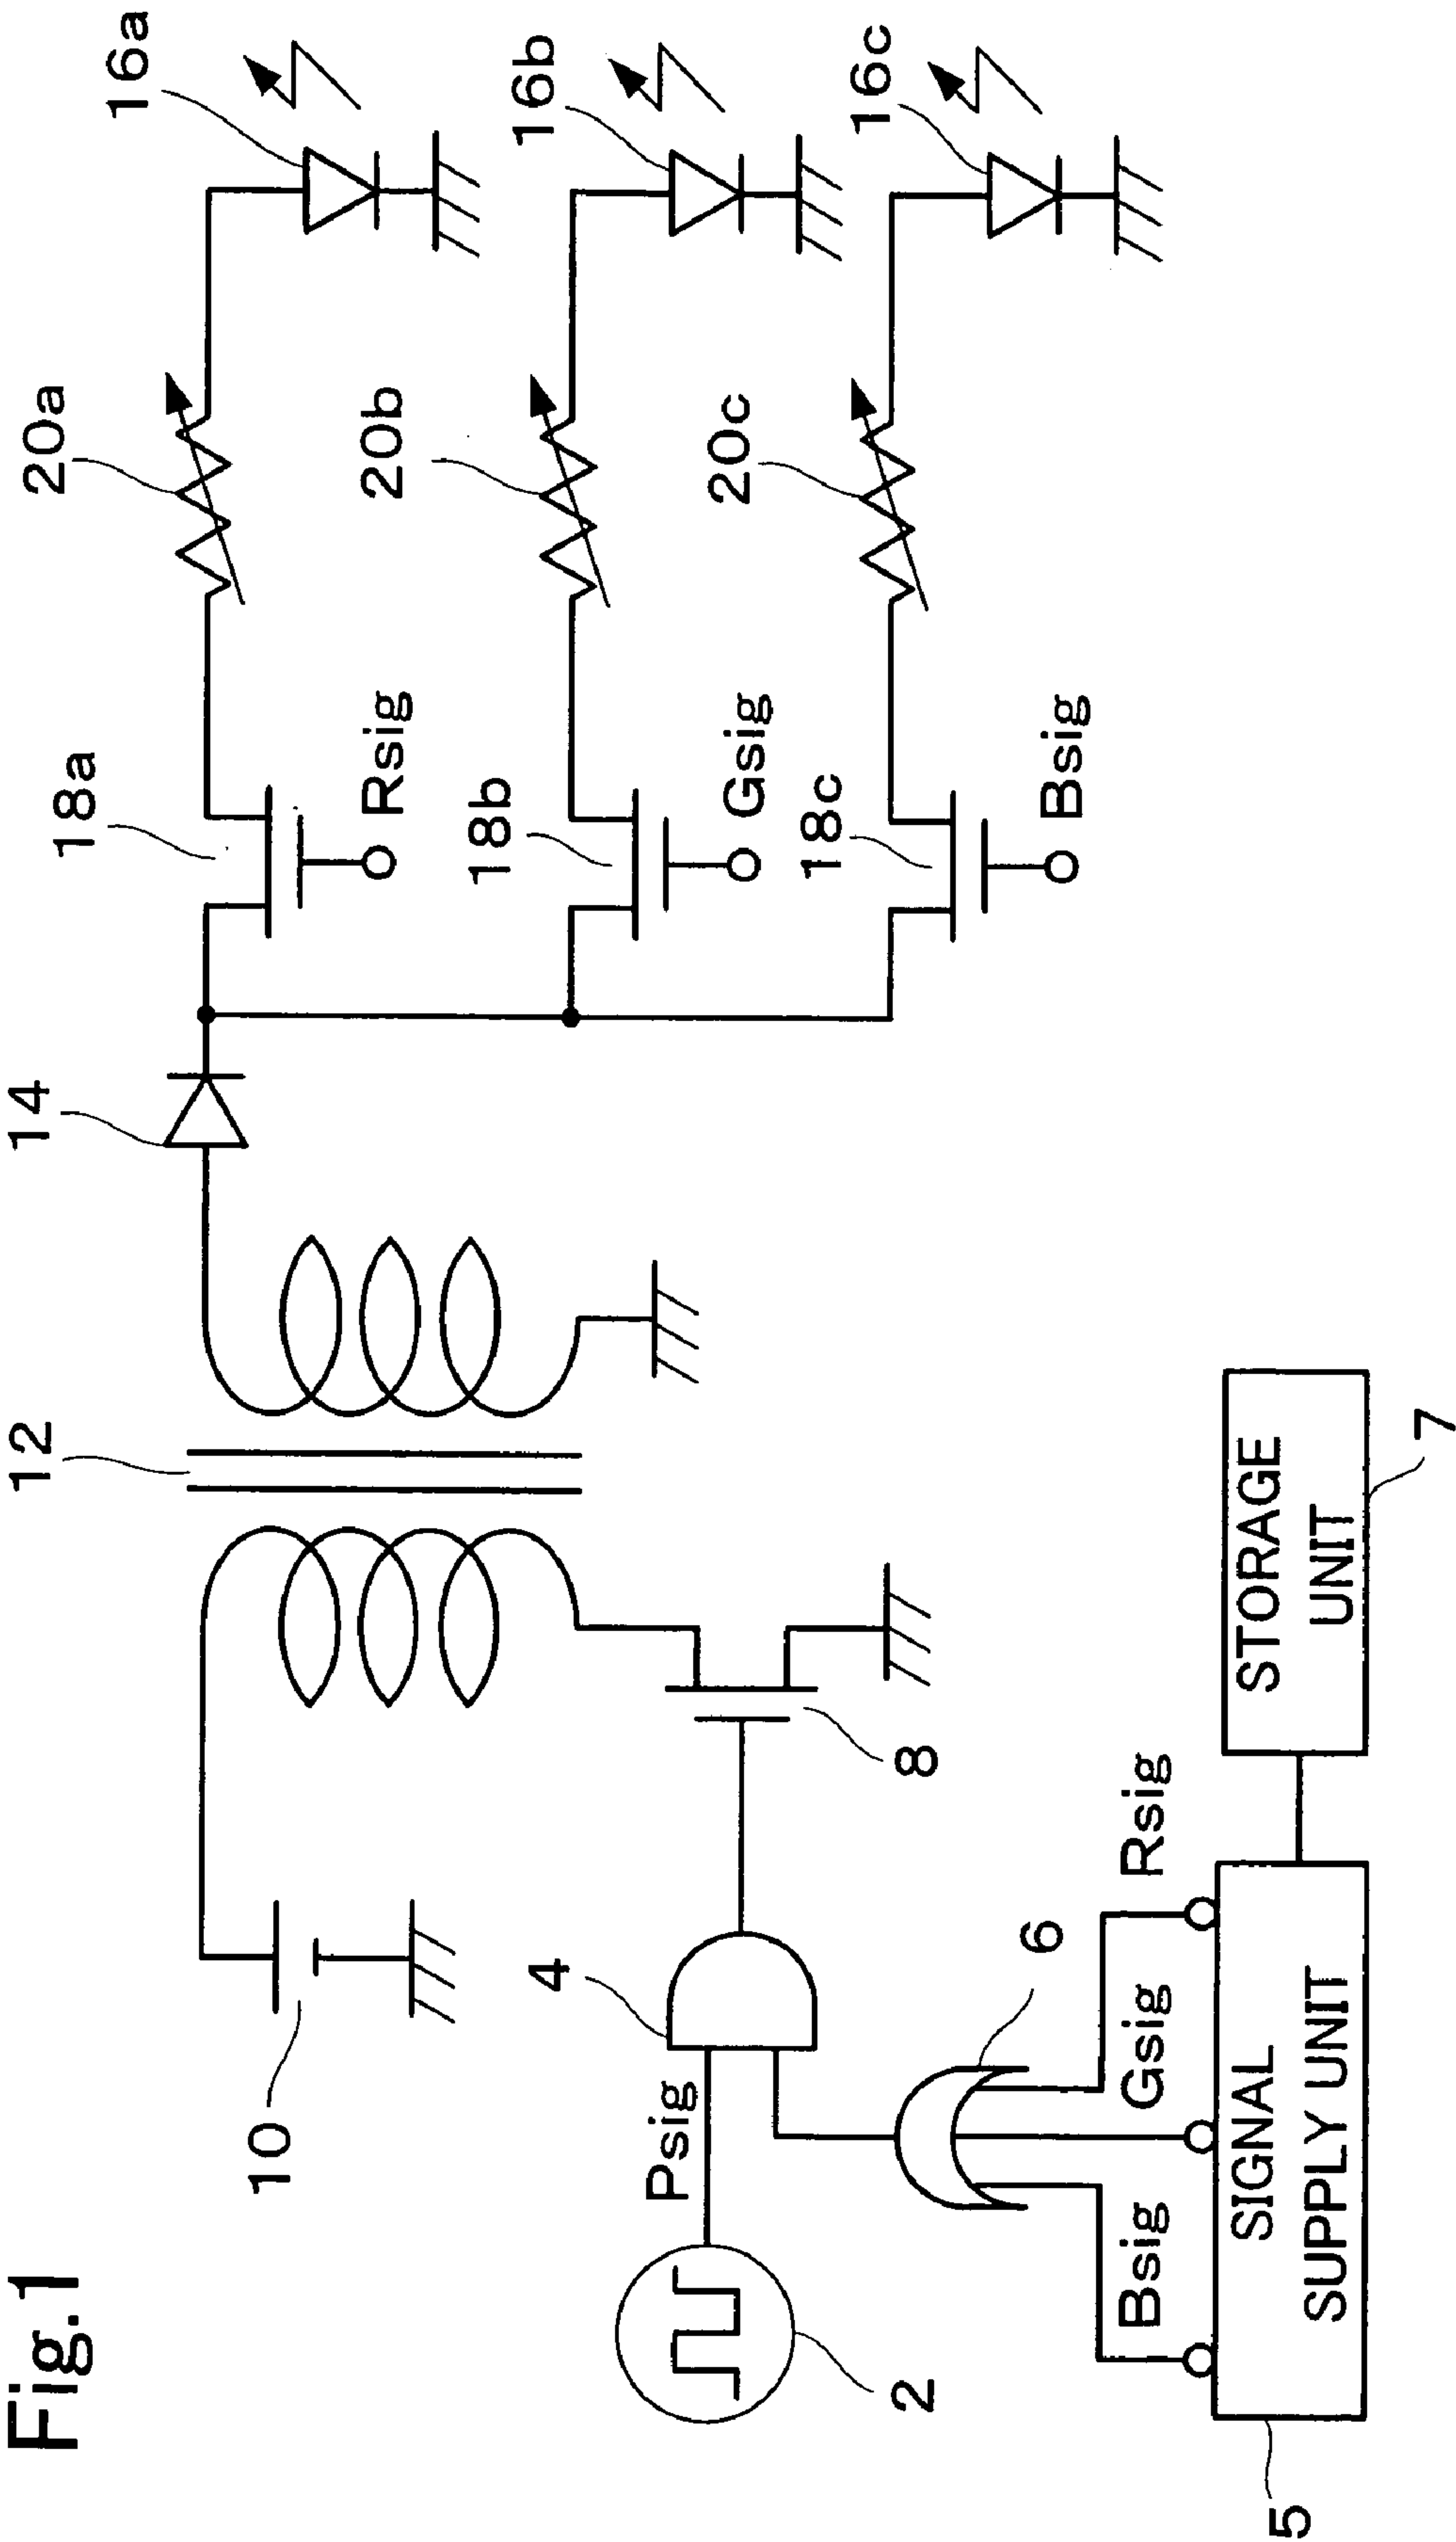 Fig.1
10
12
14
18a
20a
16a
Rsig
18b
20b
16b
Gsig
18c
20c
16c
Bsig
Psig
4
8
2
6
Bsig
Gsig
Rsig
SIGNAL
SUPPLY UNIT
STORAGE
UNIT
5
7